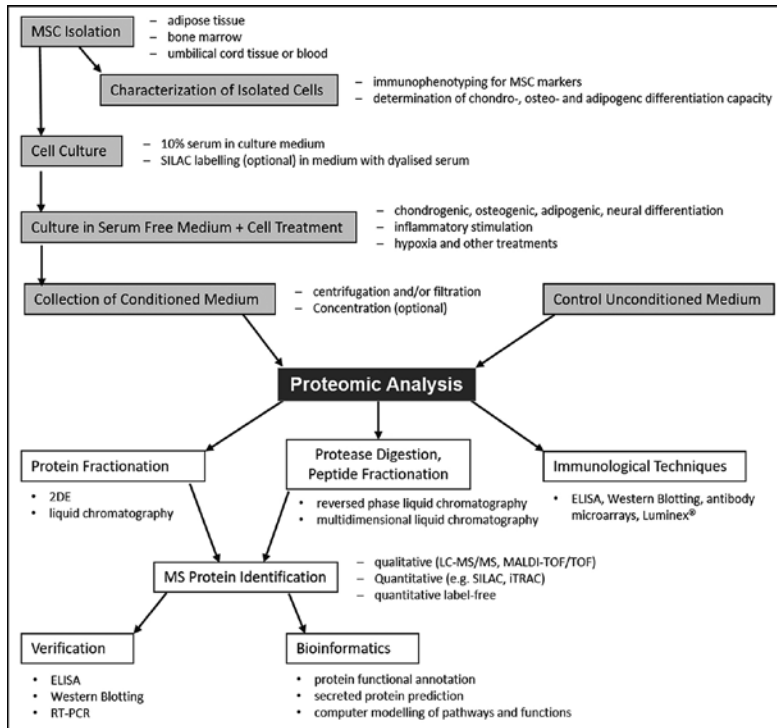 MSC Isolation
– adipose tissue
– bone marrow
– umbilical cord tissue or blood
Characterization of Isolated Cells
– immunophenotyping for MSC markers
– determination of chondro-, osteo- and adipogenc differentiation capacity
Cell Culture
– 10% serum in culture medium
– SILAC labelling (optional) in medium with dyalised serum
Culture in Serum Free Medium + Cell Treatment
– chondrogenic, osteogenic, adipogenic, neural differentiation
– inflammatory stimulation
– hypoxia and other treatments
Collection of Conditioned Medium
– centrifugation and/or filtration
– Concentration (optional)
Control Unconditioned Medium
Proteomic Analysis
Protein Fractionation
• 2DE
• liquid chromatography
Protease Digestion,
Peptide Fractionation
• reversed phase liquid chromatography
• multidimensional liquid chromatography
Immunological Techniques
• ELISA, Western Blotting, antibody
microarrays, Luminex®
MS Protein Identification
– qualitative (LC-MS/MS, MALDI-TOF/TOF)
– Quantitative (e.g. SILAC, iTRAC)
– quantitative label-free
Verification
• ELISA
• Western Blotting
• RT-PCR
Bioinformatics
• protein functional annotation
• secreted protein prediction
• computer modelling of pathways and functions